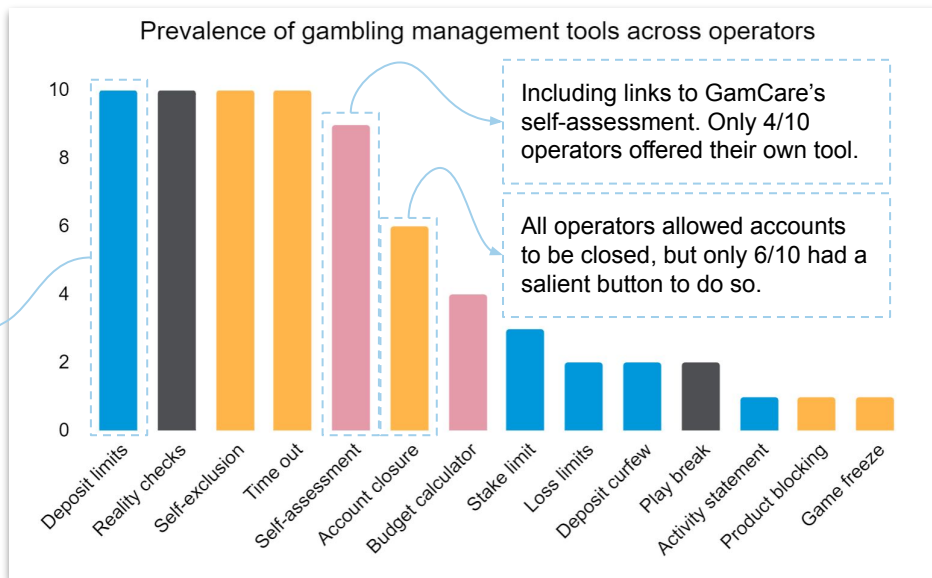 Prevalence of gambling management tools across operators
10
8
6
4
2
0
Including links to GamCare’s
self-assessment. Only 4/10
operators offered their own tool.
All operators allowed accounts
to be closed, but only 6/10 had a
salient button to do so.
Deposit limits
Reality checks
Self-exclusion
Time out
Self-assessment
Account closure
Budget calculator
Stake limit
Loss limits
Deposit curfew
Play break
Activity statement
Product blocking
Game freeze